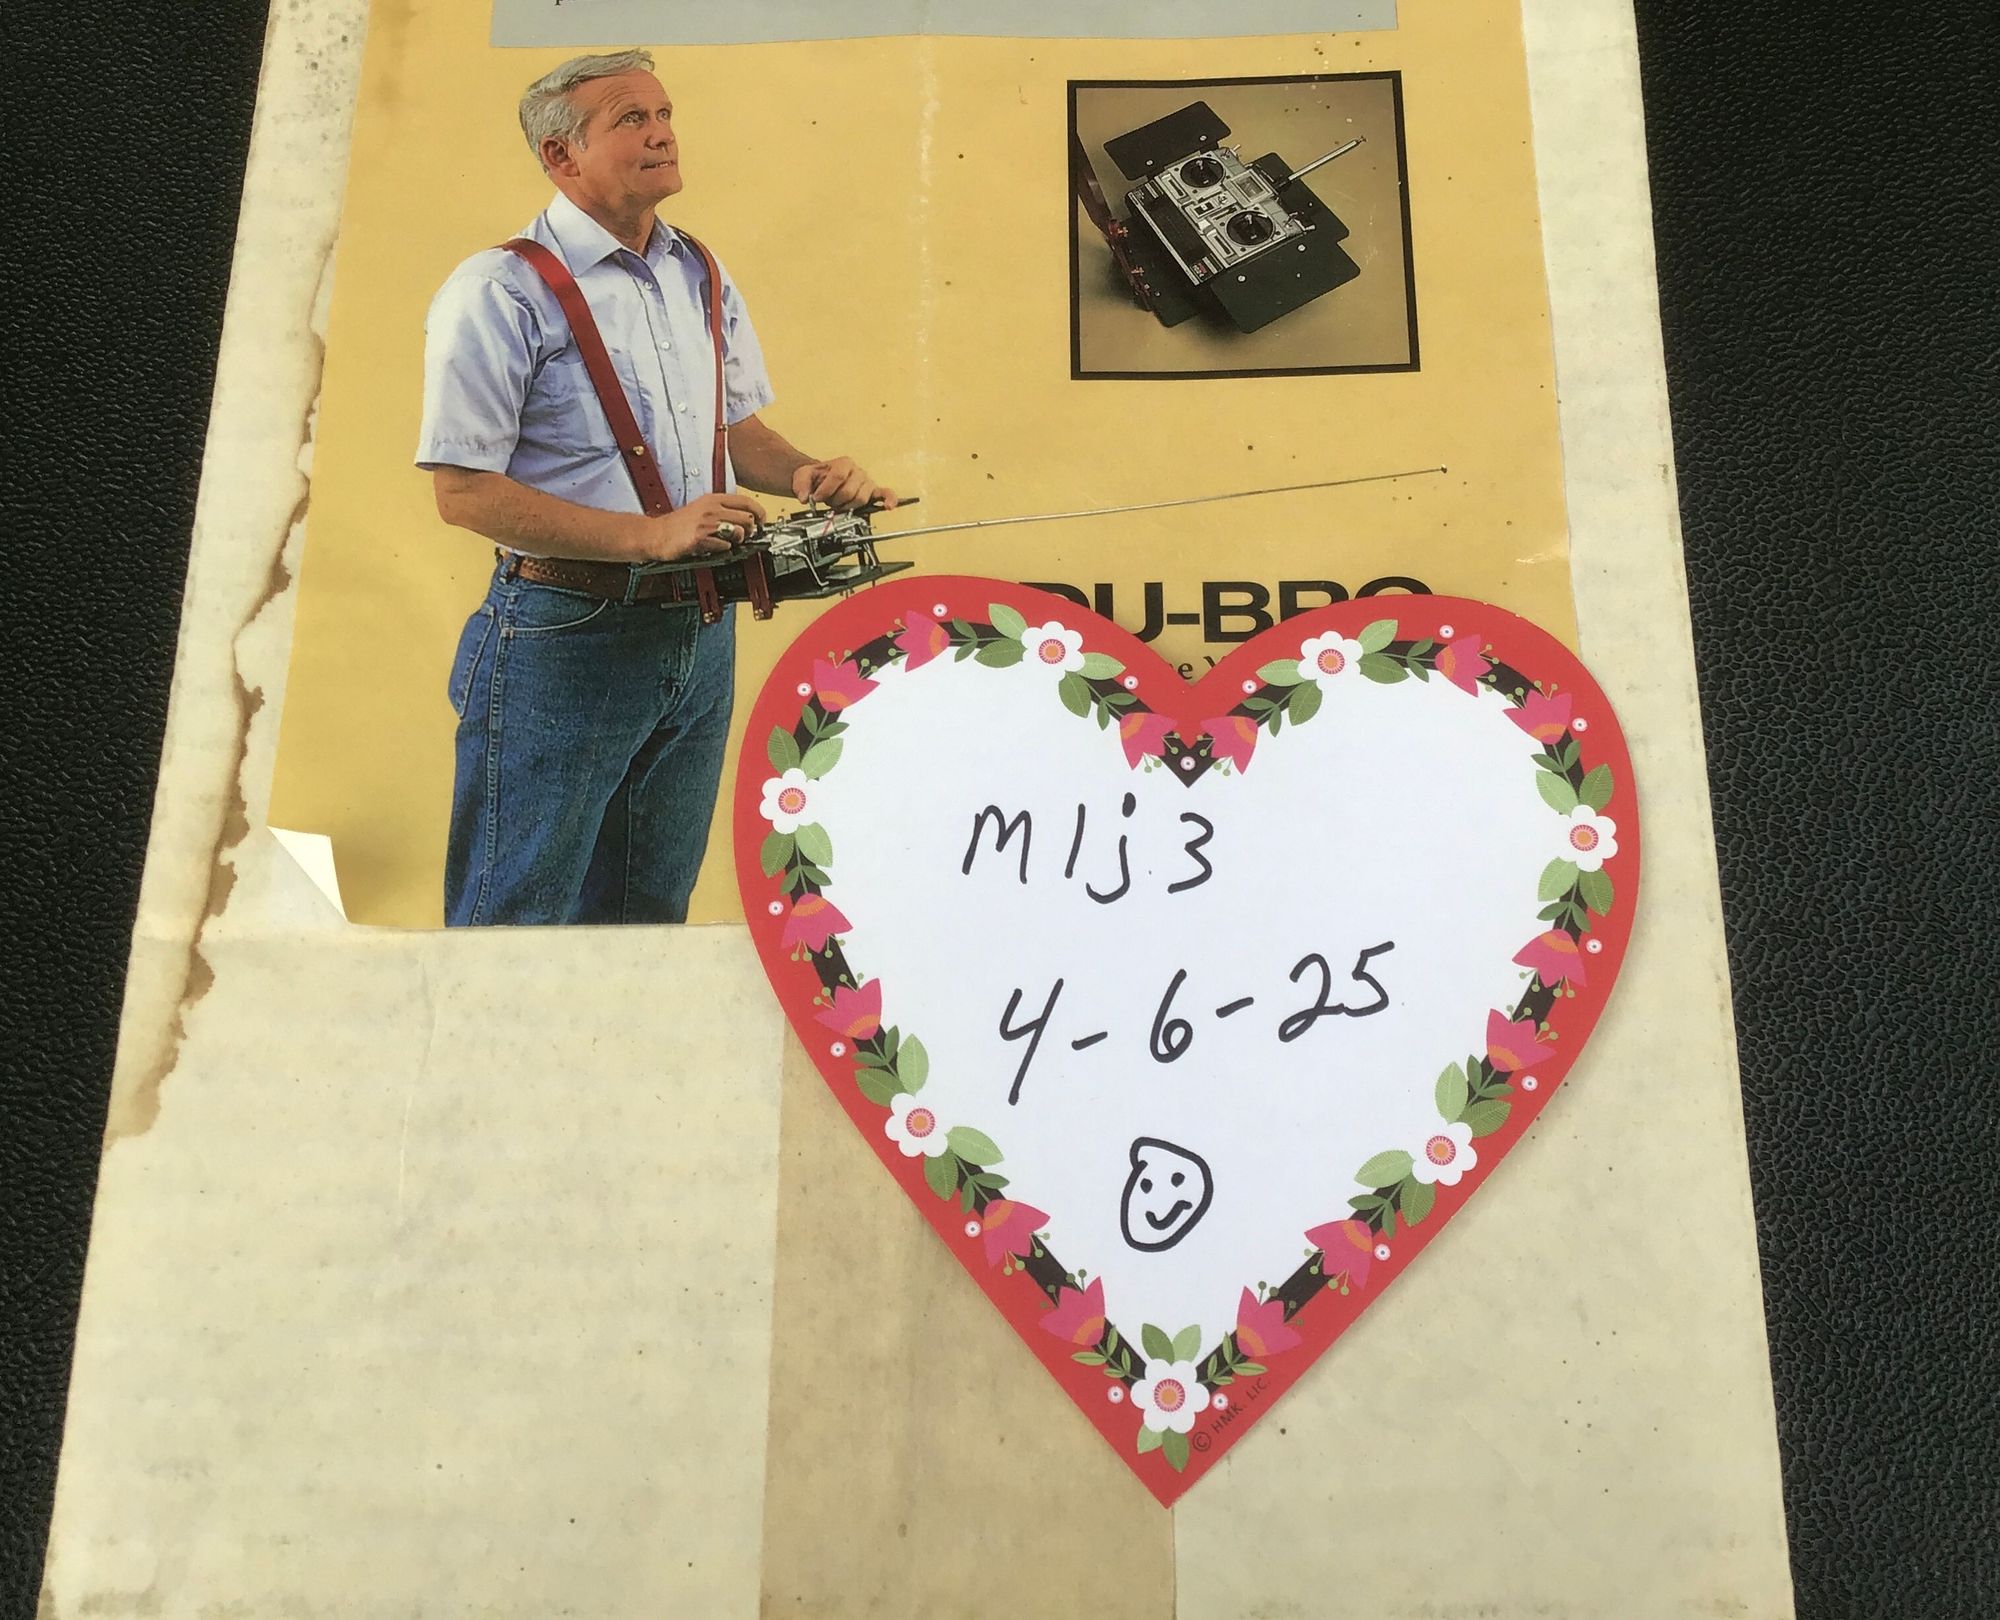 DU-BRO
mlj3
4-6-25
© HMK. LIC.